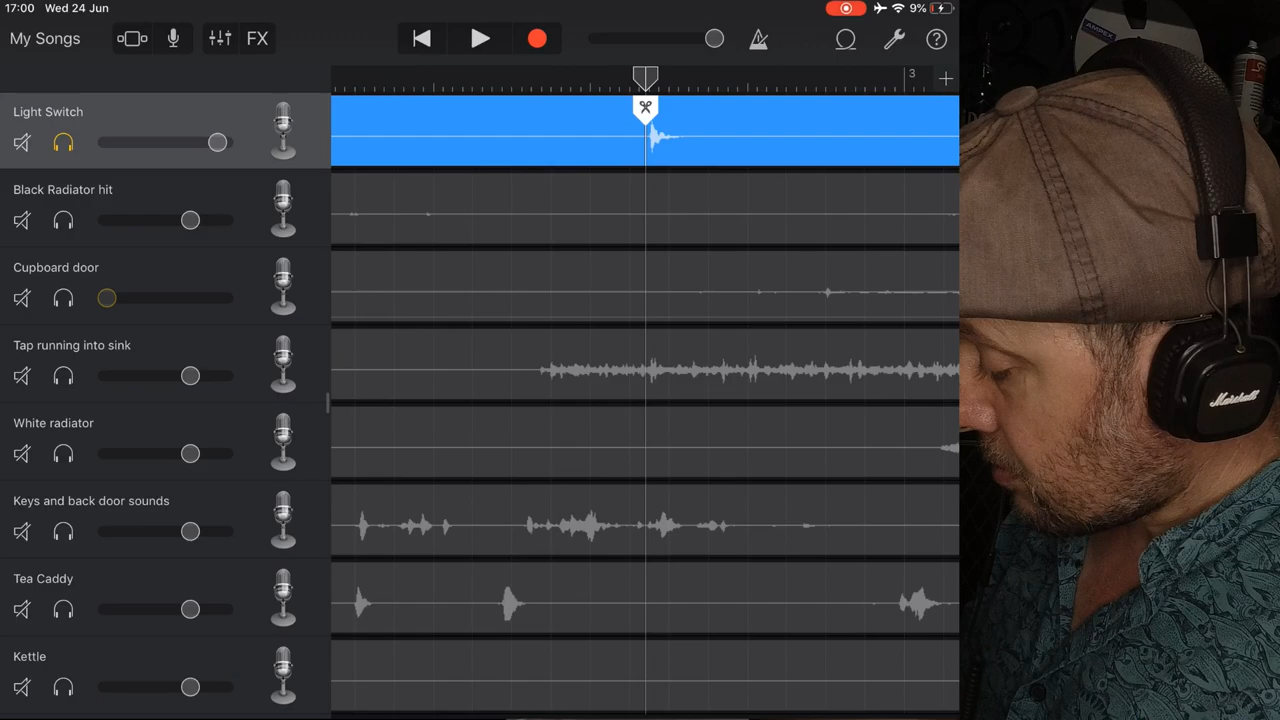 17:00 Wed 24 Jun 9%
My Songs FX
3
Light Switch
Black Radiator hit
Cupboard door
Tap running into sink
White radiator
Keys and back door sounds
Tea Caddy
Kettle
AMPEX
Marshall